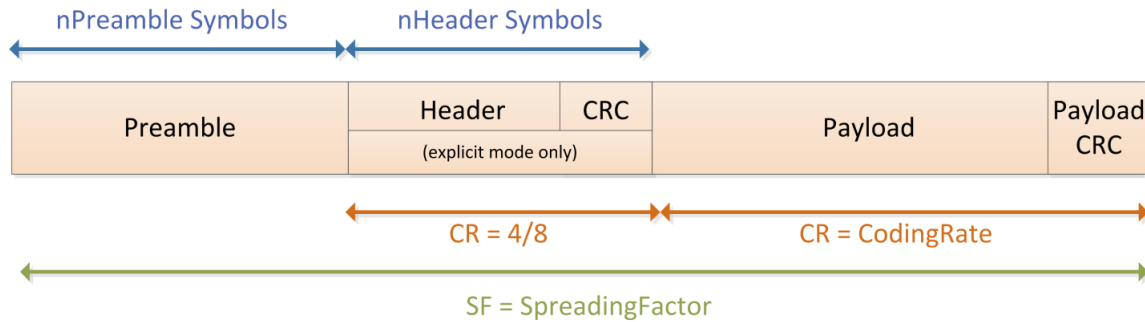 nPreamble Symbols
nHeader Symbols
Preamble
Header
CRC
(explicit mode only)
Payload
Payload
CRC
CR = 4/8
CR = CodingRate
SF = SpreadingFactor